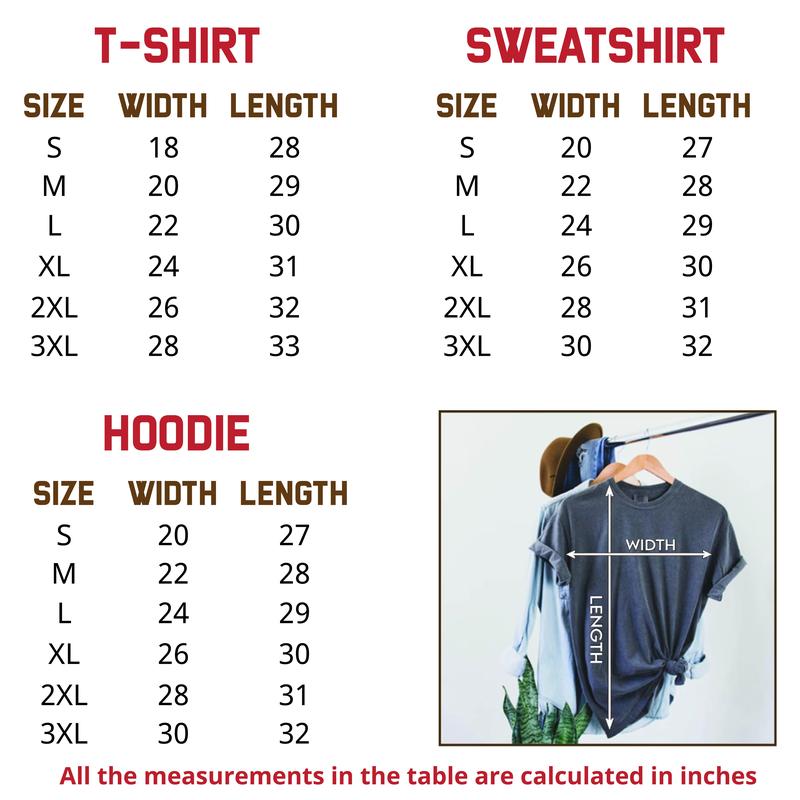 T-SHIRT
SIZE WIDTH LENGTH
S 18 28
M 20 29
L 22 30
XL 24 31
2XL 26 32
3XL 28 33
SWEATSHIRT
SIZE WIDTH LENGTH
S 20 27
M 22 28
L 24 29
XL 26 30
2XL 28 31
3XL 30 32
HOODIE
SIZE WIDTH LENGTH
S 20 27
M 22 28
L 24 29
XL 26 30
2XL 28 31
3XL 30 32
WIDTH
LENGTH
All the measurements in the table are calculated in inches